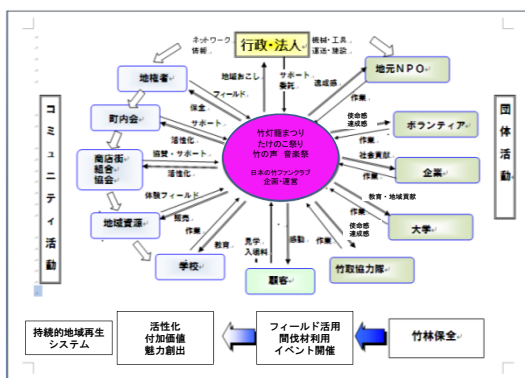 ネットワーク
情報
行政・法人
機械・工具
運送・施設
地権者
地域おこし
サポート
委託
達成感
地元NPO
フィールド
保全
作業
町内会
サポート
使命感
達成感
ボランティア
コミュニティ活動
団体活動
活性化
竹灯籠まつり
たけのこ祭り
竹の声 音楽祭
日本の竹ファンクラブ
企画・運営
作業
商店街
組合
協会
協賛・サポート
活性化
社会貢献
作業
企業
体験フィールド
教育・地域貢献
地域資源
販売
作業
作業
使命感
達成感
大学
学校
教育
見学
入場料
感動
作業
顧客
竹取協力隊
持続的地域再生
システム
活性化
付加価値
魅力創出
フィールド活用
間伐材利用
イベント開催
竹林保全